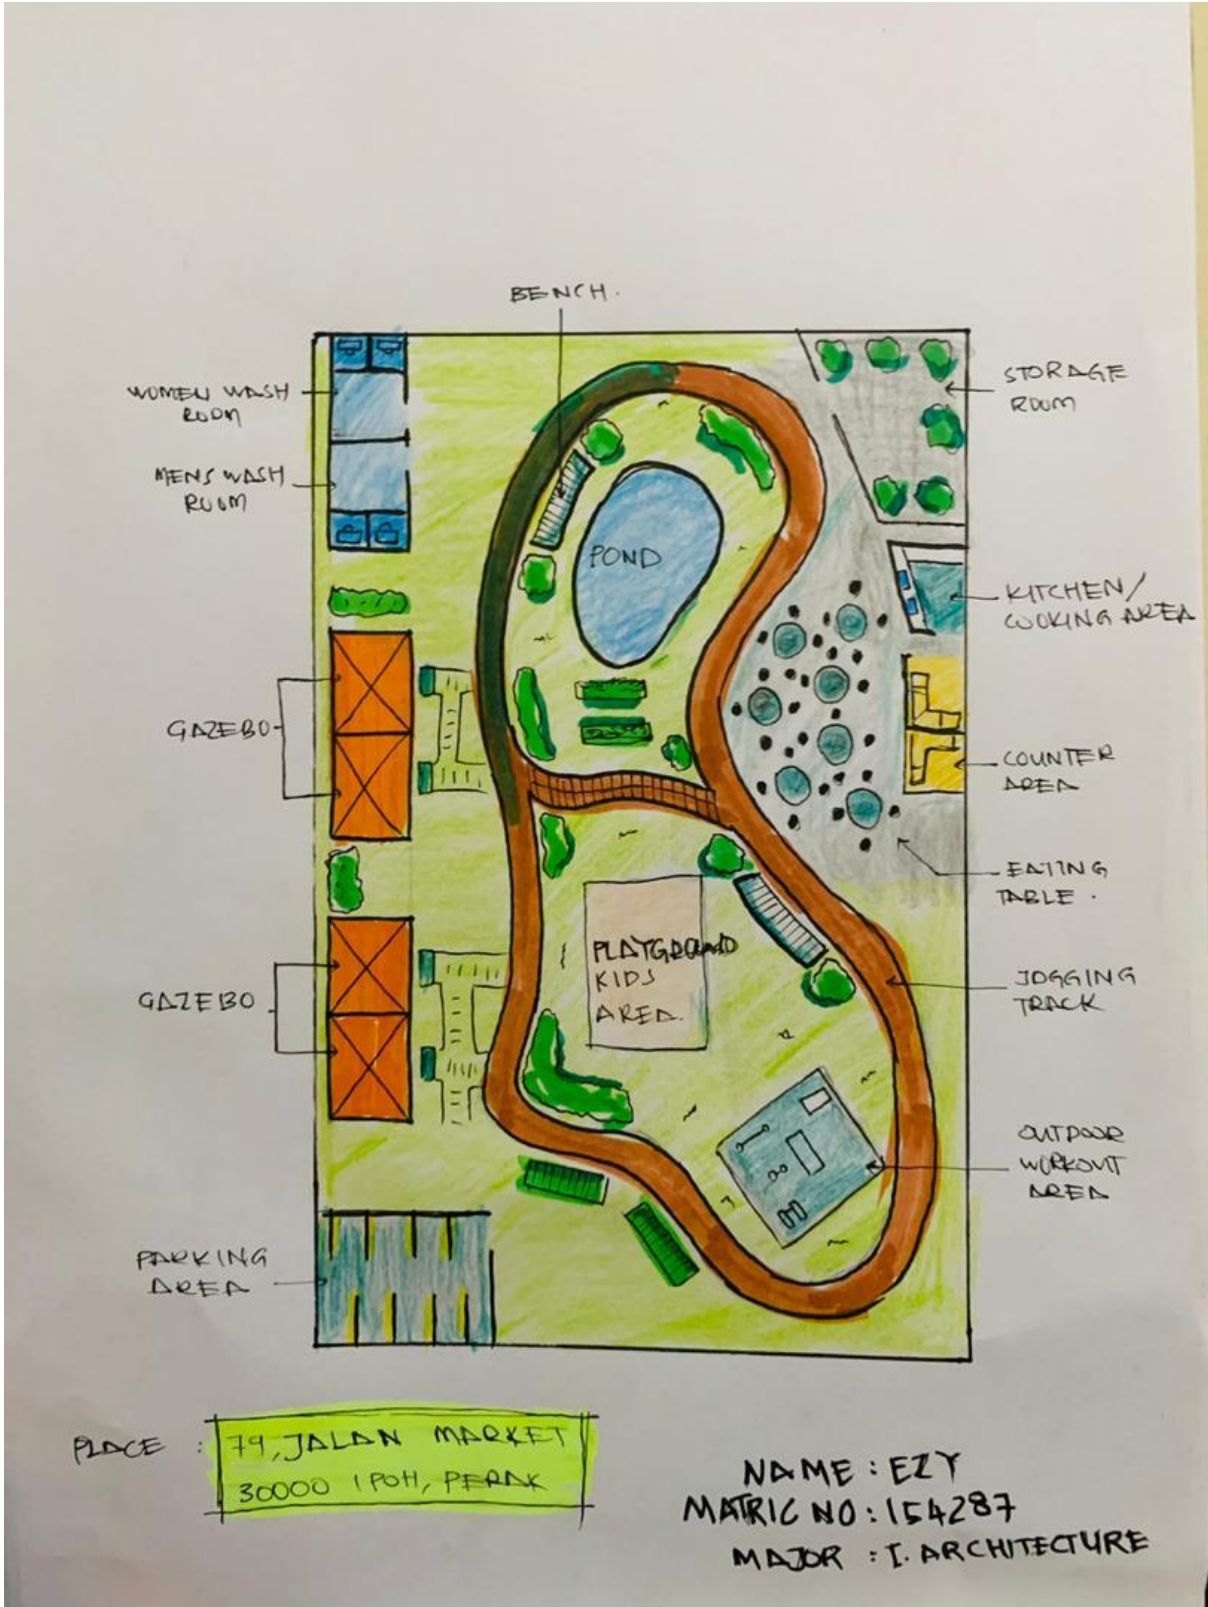 BENCH.
WOMEN WASH
ROOM
MENS WASH
ROOM
GAZEBO
GAZEBO
PARKING
AREA
POND
PLAYGROUND
KIDS
AREA.
STORAGE
ROOM
KITCHEN/
COOKING AREA
COUNTER
AREA
EATING
TABLE.
JOGGING
TRACK
OUTDOOR
WORKOUT
AREA
PLACE : 79, JALAN MARKET
30000 IPOH, PERAK
NAME : EZY
MATRIC NO : 154287
MAJOR : I. ARCHITECTURE